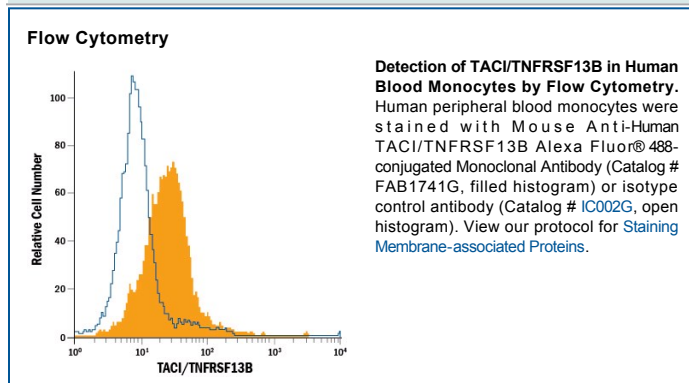 Flow Cytometry
Relative Cell Number
100
80
60
40
20
0
10⁰ 10¹ 10² 10³ 10⁴
TACI/TNFRSF13B
Detection of TACI/TNFRSF13B in Human
Blood Monocytes by Flow Cytometry.
Human peripheral blood monocytes were
stained with Mouse Anti-Human
TACI/TNFRSF13B Alexa Fluor® 488-
conjugated Monoclonal Antibody (Catalog #
FAB1741G, filled histogram) or isotype
control antibody (Catalog # IC002G, open
histogram). View our protocol for Staining
Membrane-associated Proteins.